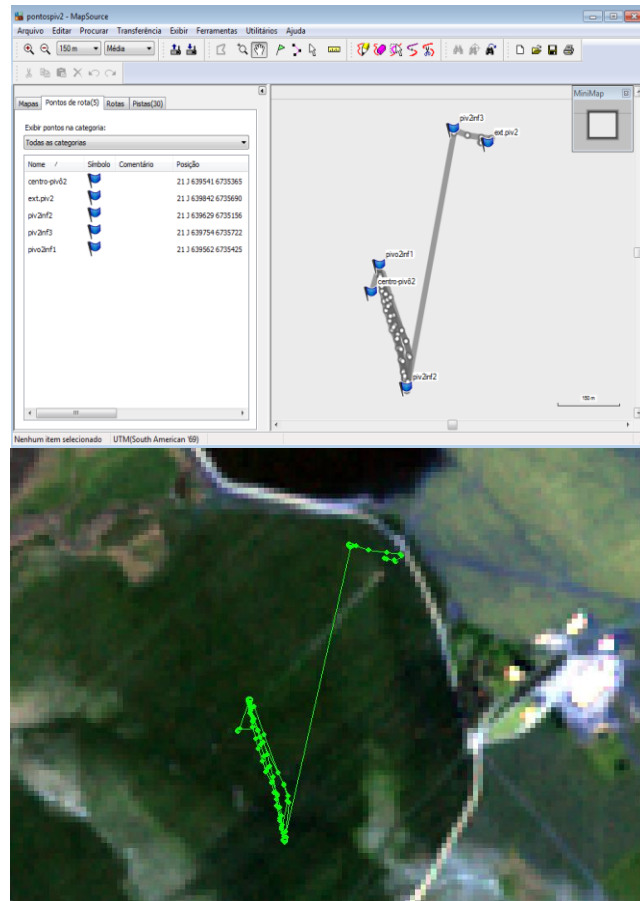 pontospiv2 - MapSource
Arquivo Editar Procurar Transferência Exibir Ferramentas Utilitários Ajuda
150 m Média
Mapas Pontos de rota(5) Rotas Pistas(30)
Exibir pontos na categoria:
Todas as categorias
Nome / Símbolo Comentário Posição
centro-pivô2 21 J 639541 6735365
ext.piv2 21 J 639842 6735690
piv2inf2 21 J 639629 6735156
piv2inf3 21 J 639754 6735722
pivo2inf1 21 J 639562 6735425
MiniMap
piv2inf3
ext.piv2
pivo2inf1
centro-pivô2
piv2inf2
150 m
Nenhum item selecionado UTM(South American '69)